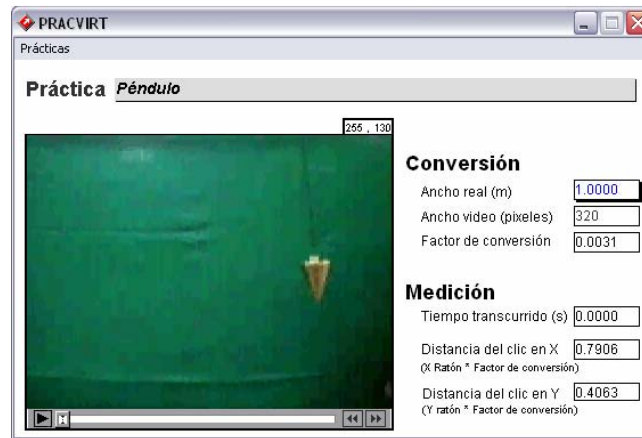 PRACVIRT
Prácticas
Práctica Péndulo
255 , 130
Conversión
Ancho real (m) 1.0000
Ancho video (pixeles) 320
Factor de conversión 0.0031
Medición
Tiempo transcurrido (s) 0.0000
Distancia del clic en X 0.7906
(X Ratón * Factor de conversión)
Distancia del clic en Y 0.4063
(Y ratón * Factor de conversión)